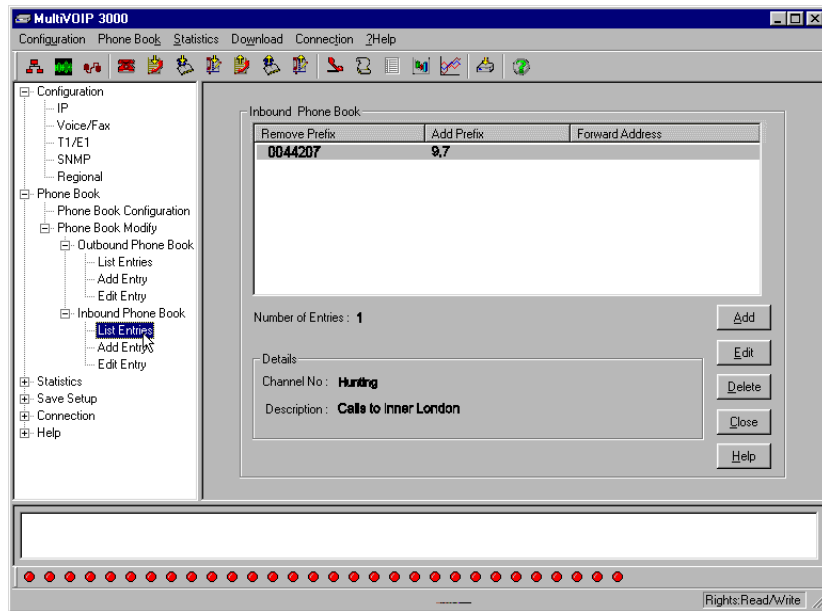 MultiVOIP 3000
Configuration Phone Book Statistics Download Connection ?Help
Configuration
IP
Voice/Fax
T1/E1
SNMP
Regional
Phone Book
Phone Book Configuration
Phone Book Modify
Outbound Phone Book
List Entries
Add Entry
Edit Entry
Inbound Phone Book
List Entries
Add Entry
Edit Entry
Statistics
Save Setup
Connection
Help
Inbound Phone Book
Remove Prefix Add Prefix Forward Address
0044207 9,7
Number of Entries : 1
Details
Channel No : Hunting
Description : Calls to Inner London
Add
Edit
Delete
Close
Help
Rights:Read/Write